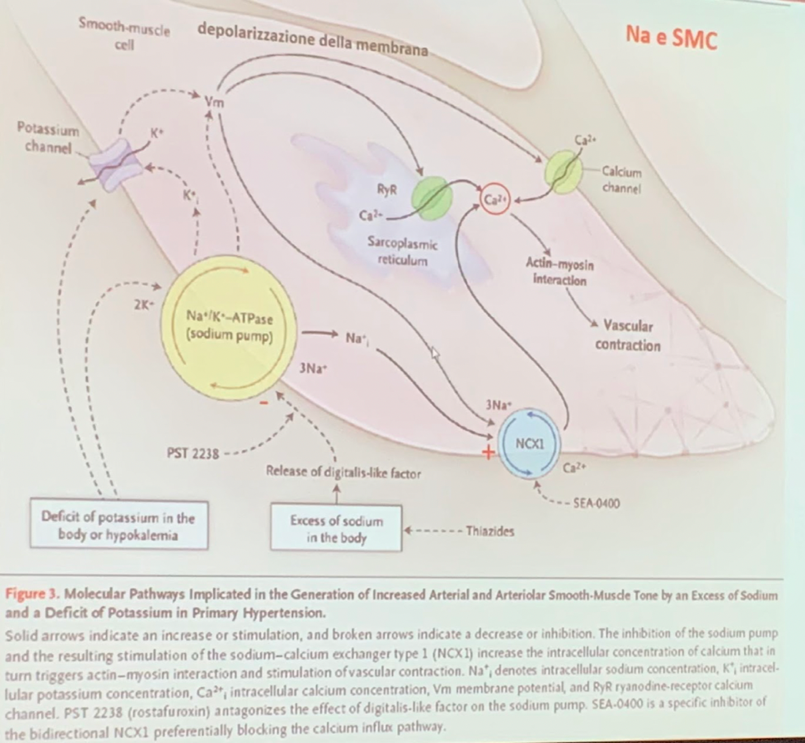 Smooth-muscle
cell
depolarizzazione della membrana
Na e SMC
Potassium
channel
K+
Vm
Ca2+
Calcium
channel
K+i
RyR
Ca2+
Ca2+i
Sarcoplasmic
reticulum
Actin–myosin
interaction
Vascular
contraction
2K+
Na+/K+–ATPase
(sodium pump)
Na+i
3Na+
3Na+
NCX1
+
Ca2+
-
PST 2238
Release of digitalis-like factor
SEA-0400
Deficit of potassium in the
body or hypokalemia
Excess of sodium
in the body
Thiazides
Figure 3. Molecular Pathways Implicated in the Generation of Increased Arterial and Arteriolar Smooth-Muscle Tone by an Excess of Sodium
and a Deficit of Potassium in Primary Hypertension.
Solid arrows indicate an increase or stimulation, and broken arrows indicate a decrease or inhibition. The inhibition of the sodium pump
and the resulting stimulation of the sodium–calcium exchanger type 1 (NCX1) increase the intracellular concentration of calcium that in
turn triggers actin–myosin interaction and stimulation of vascular contraction. Na+i denotes intracellular sodium concentration, K+i intracel-
lular potassium concentration, Ca2+i intracellular calcium concentration, Vm membrane potential, and RyR ryanodine-receptor calcium
channel. PST 2238 (rostafuroxin) antagonizes the effect of digitalis-like factor on the sodium pump. SEA-0400 is a specific inhibitor of
the bidirectional NCX1 preferentially blocking the calcium influx pathway.